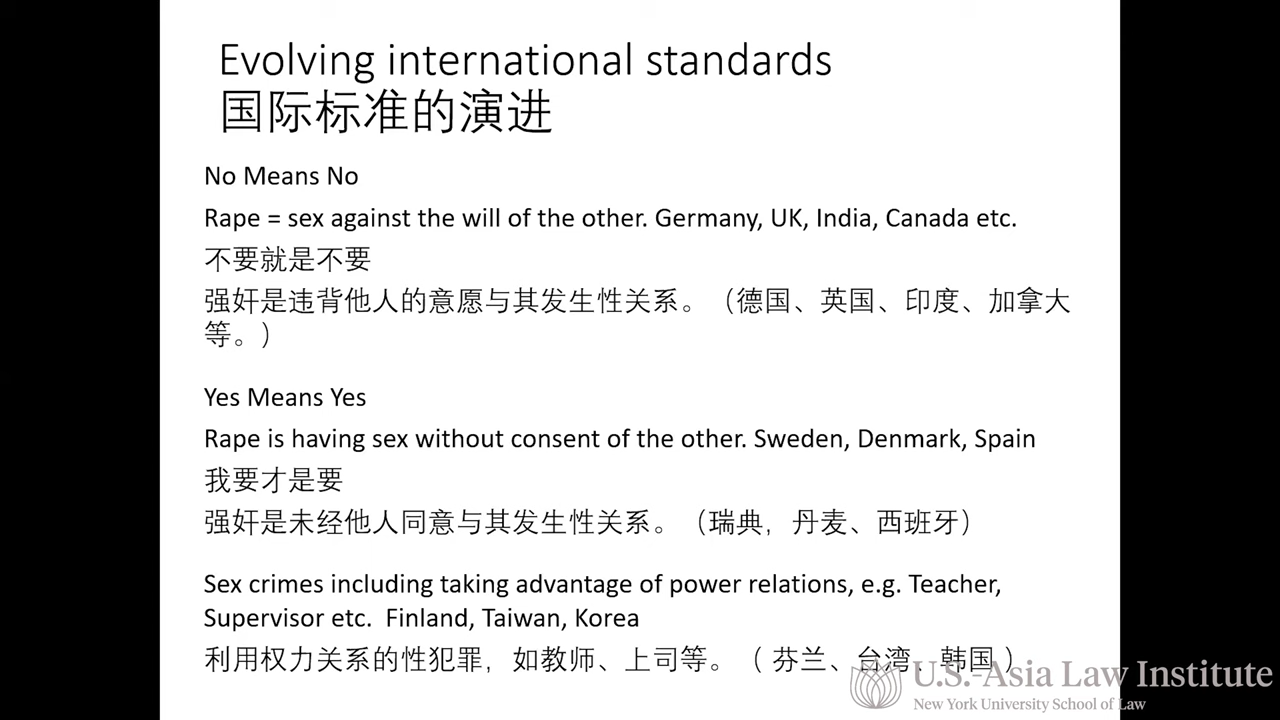 Evolving international standards
国际标准的演进
No Means No
Rape = sex against the will of the other. Germany, UK, India, Canada etc.
不要就是不要
强奸是违背他人的意愿与其发生性关系。（德国、英国、印度、加拿大
等。）
Yes Means Yes
Rape is having sex without consent of the other. Sweden, Denmark, Spain
我要才是要
强奸是未经他人同意与其发生性关系。（瑞典，丹麦、西班牙）
Sex crimes including taking advantage of power relations, e.g. Teacher,
Supervisor etc. Finland, Taiwan, Korea
利用权力关系的性犯罪，如教师、上司等。（ 芬兰、台湾、韩国 ）
U.S.-Asia Law Institute
New York University School of Law